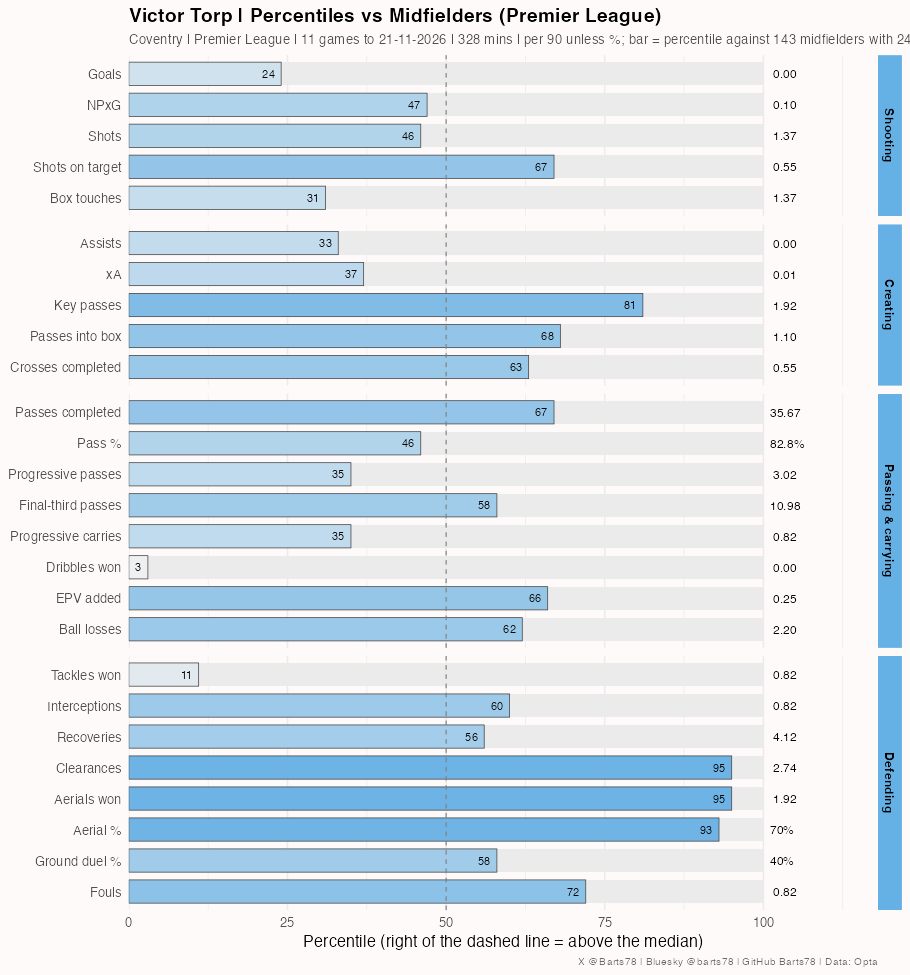 Victor Torp | Percentiles vs Midfielders (Premier League)
Coventry | Premier League | 11 games to 21-11-2026 | 328 mins | per 90 unless %; bar = percentile against 143 midfielders with 24
Shooting
Goals 24 0.00
NPxG 47 0.10
Shots 46 1.37
Shots on target 67 0.55
Box touches 31 1.37
Creating
Assists 33 0.00
xA 37 0.01
Key passes 81 1.92
Passes into box 68 1.10
Crosses completed 63 0.55
Passing & carrying
Passes completed 67 35.67
Pass % 46 82.8%
Progressive passes 35 3.02
Final-third passes 58 10.98
Progressive carries 35 0.82
Dribbles won 3 0.00
EPV added 66 0.25
Ball losses 62 2.20
Defending
Tackles won 11 0.82
Interceptions 60 0.82
Recoveries 56 4.12
Clearances 95 2.74
Aerials won 95 1.92
Aerial % 93 70%
Ground duel % 58 40%
Fouls 72 0.82
0 25 50 75 100
Percentile (right of the dashed line = above the median)
X @Barts78 | Bluesky @barts78 | GitHub Barts78 | Data: Opta